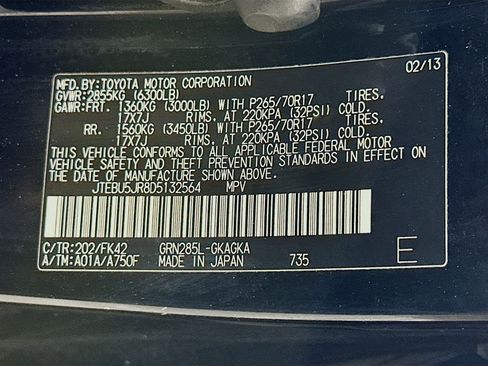 02/13
MFD.BY:TOYOTA MOTOR CORPORATION
GVWR:2855KG (6300LB)
GAWR:FRT. 1360KG (3000LB) WITH P265/70R17 TIRES,
17X7J RIMS, AT 220KPA (32PSI) COLD.
RR. 1560KG (3450LB) WITH P265/70R17 TIRES,
17X7J RIMS, AT 220KPA (32PSI) COLD.
THIS VEHICLE CONFORMS TO ALL APPLICABLE FEDERAL MOTOR
VEHICLE SAFETY AND THEFT PREVENTION STANDARDS IN EFFECT
ON THE DATE OF MANUFACTURE SHOWN ABOVE.
JTEBU5JR8D5132564 MPV
C/TR:202/FK42 GRN285L-GKAGKA
A/TM:A01A/A750F MADE IN JAPAN 735
E